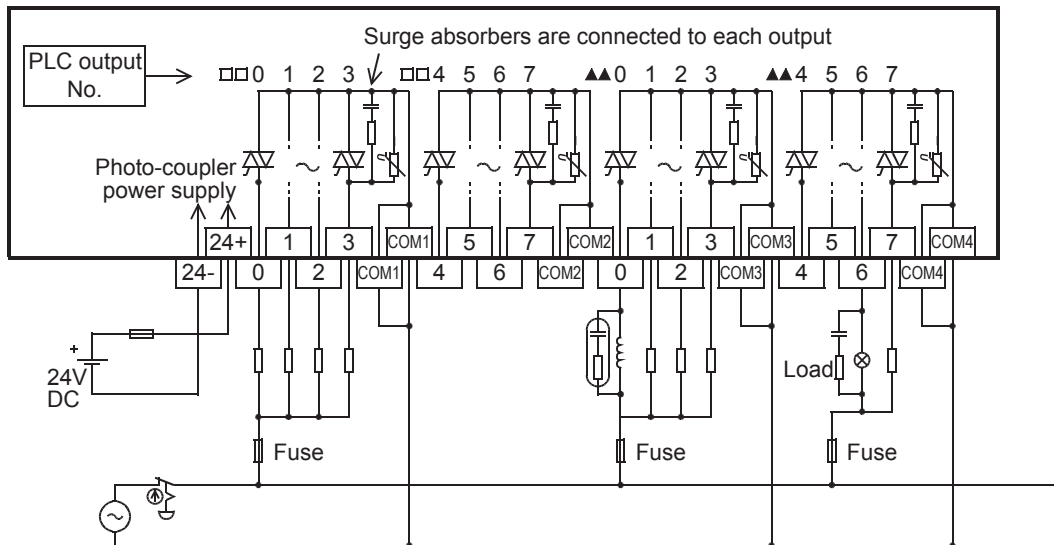 Surge absorbers are connected to each output
PLC output
No.
□□0 1 2 3 □□4 5 6 7 ▲▲0 1 2 3 ▲▲4 5 6 7
Photo-coupler
power supply
24+ 1 3 COM1 5 7 COM2 1 3 COM3 5 7 COM4
24- 0 2 COM1 4 6 COM2 0 2 COM3 4 6 COM4
+
24V
DC
Load
Fuse Fuse Fuse